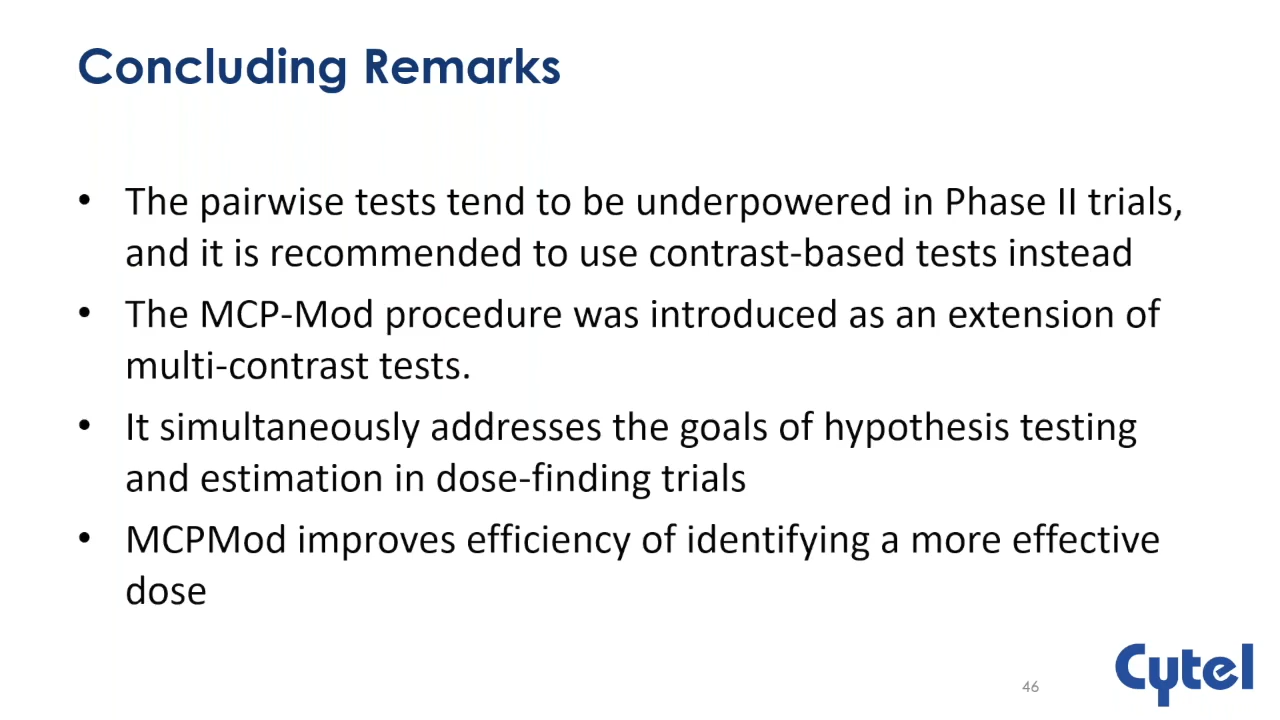 Concluding Remarks
• The pairwise tests tend to be underpowered in Phase II trials,
and it is recommended to use contrast-based tests instead
• The MCP-Mod procedure was introduced as an extension of
multi-contrast tests.
• It simultaneously addresses the goals of hypothesis testing
and estimation in dose-finding trials
• MCPMod improves efficiency of identifying a more effective
dose
46
Cytel